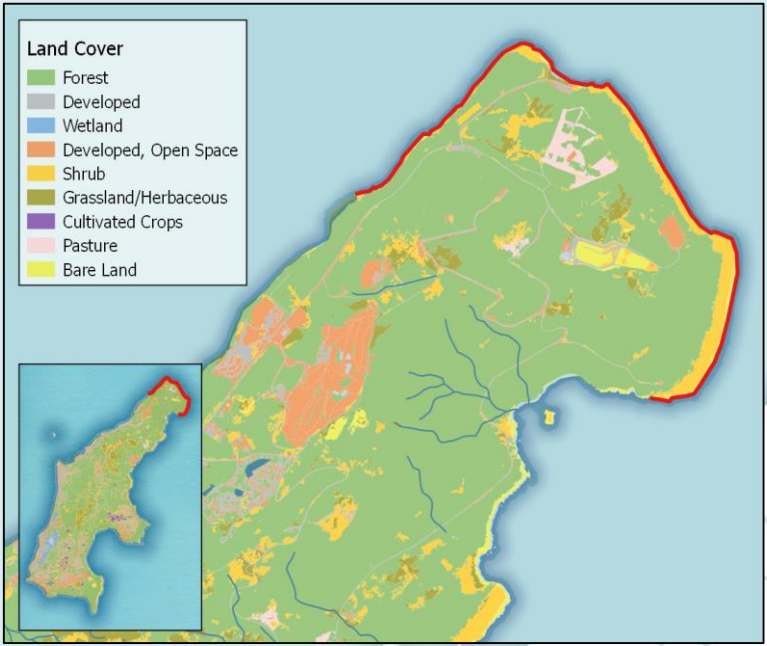 Land Cover
Forest
Developed
Wetland
Developed, Open Space
Shrub
Grassland/Herbaceous
Cultivated Crops
Pasture
Bare Land